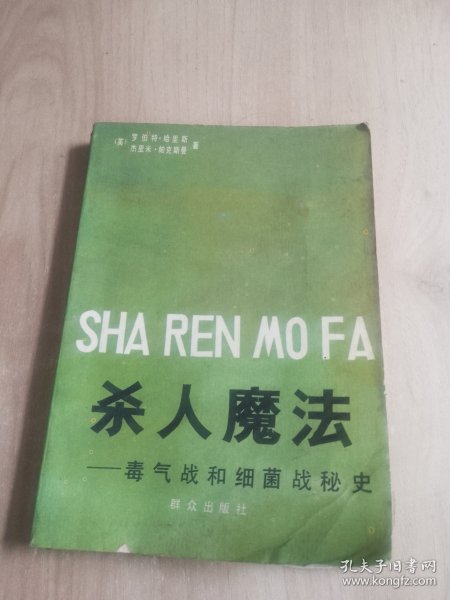 (英) 罗伯特·哈里斯
杰里米·帕克斯曼 著
SHA REN MO FA
杀人魔法
——毒气战和细菌战秘史
群众出版社
孔夫子旧书网
www.kongfz.com